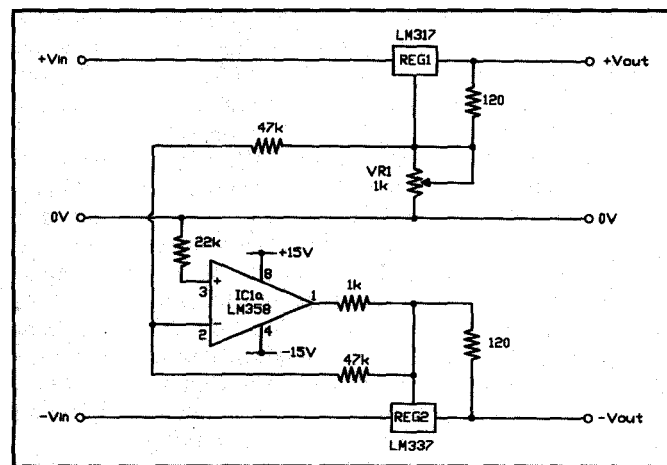 LM317
+Vin REG1 +Vout
120
47k
VR1
1k
0V 0V
22k
+15V
8
+
3
IC1a
LM358
1
1k
-
2
4
-15V
120
47k
-Vin REG2 -Vout
LM337